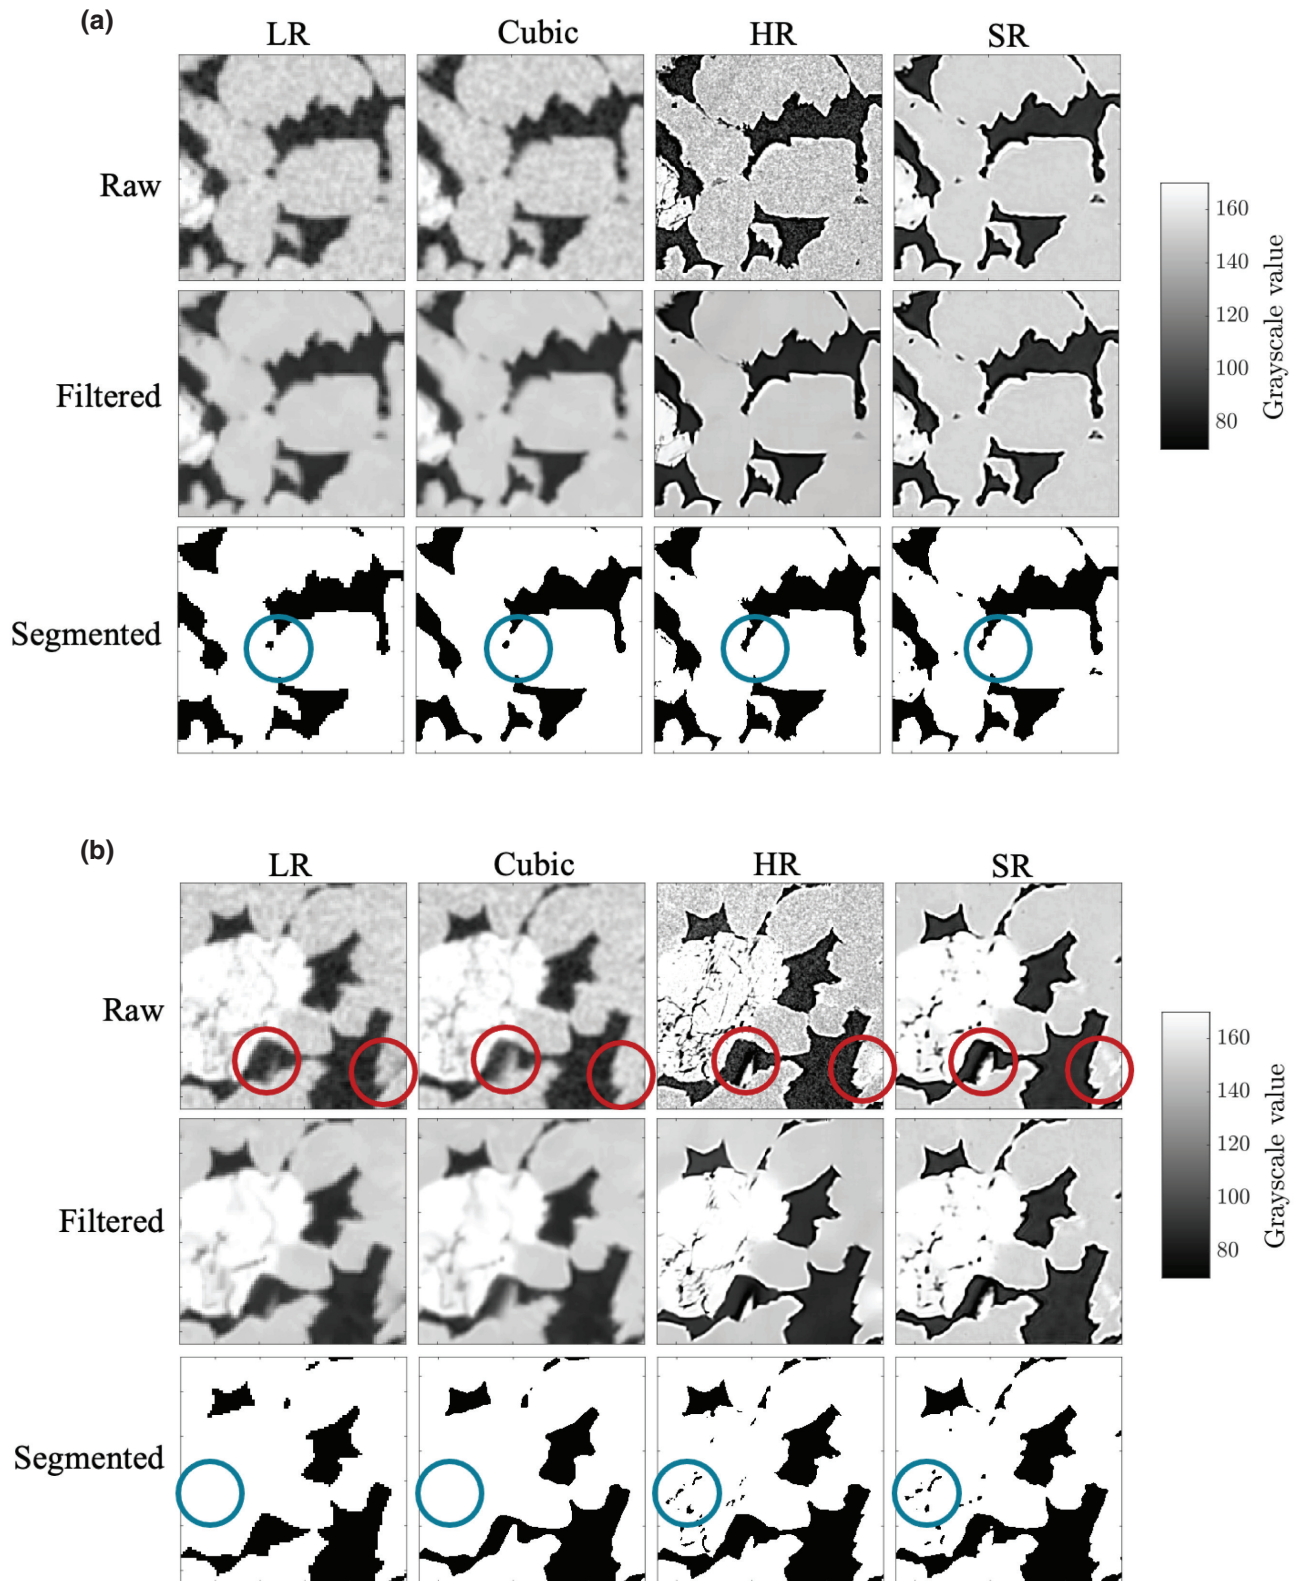 (a)
LR Cubic HR SR
Raw
Filtered
Segmented
160
140
120
100
80
Grayscale value
(b)
LR Cubic HR SR
Raw
Filtered
Segmented
160
140
120
100
80
Grayscale value